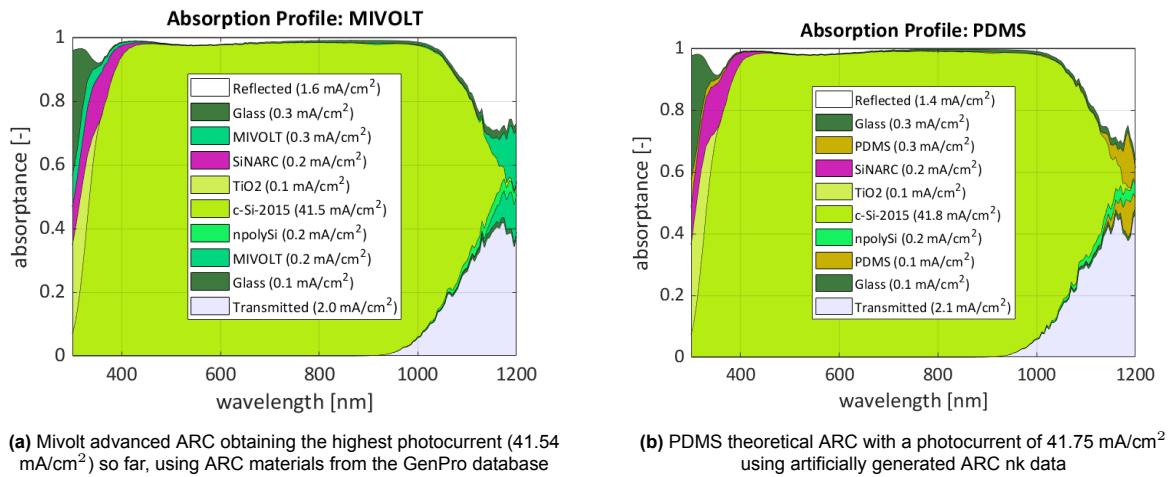 Absorption Profile: MIVOLT
1
0.8
0.6
0.4
0.2
0
absorptance [-]
Reflected (1.6 mA/cm²)
Glass (0.3 mA/cm²)
MIVOLT (0.3 mA/cm²)
SiNARC (0.2 mA/cm²)
TiO2 (0.1 mA/cm²)
c-Si-2015 (41.5 mA/cm²)
npolySi (0.2 mA/cm²)
MIVOLT (0.2 mA/cm²)
Glass (0.1 mA/cm²)
Transmitted (2.0 mA/cm²)
400 600 800 1000 1200
wavelength [nm]
(a) Mivolt advanced ARC obtaining the highest photocurrent (41.54
mA/cm²) so far, using ARC materials from the GenPro database
Absorption Profile: PDMS
1
0.8
0.6
0.4
0.2
0
absorptance [-]
Reflected (1.4 mA/cm²)
Glass (0.3 mA/cm²)
PDMS (0.3 mA/cm²)
SiNARC (0.2 mA/cm²)
TiO2 (0.1 mA/cm²)
c-Si-2015 (41.8 mA/cm²)
npolySi (0.2 mA/cm²)
PDMS (0.1 mA/cm²)
Glass (0.1 mA/cm²)
Transmitted (2.1 mA/cm²)
400 600 800 1000 1200
wavelength [nm]
(b) PDMS theoretical ARC with a photocurrent of 41.75 mA/cm²
using artificially generated ARC nk data